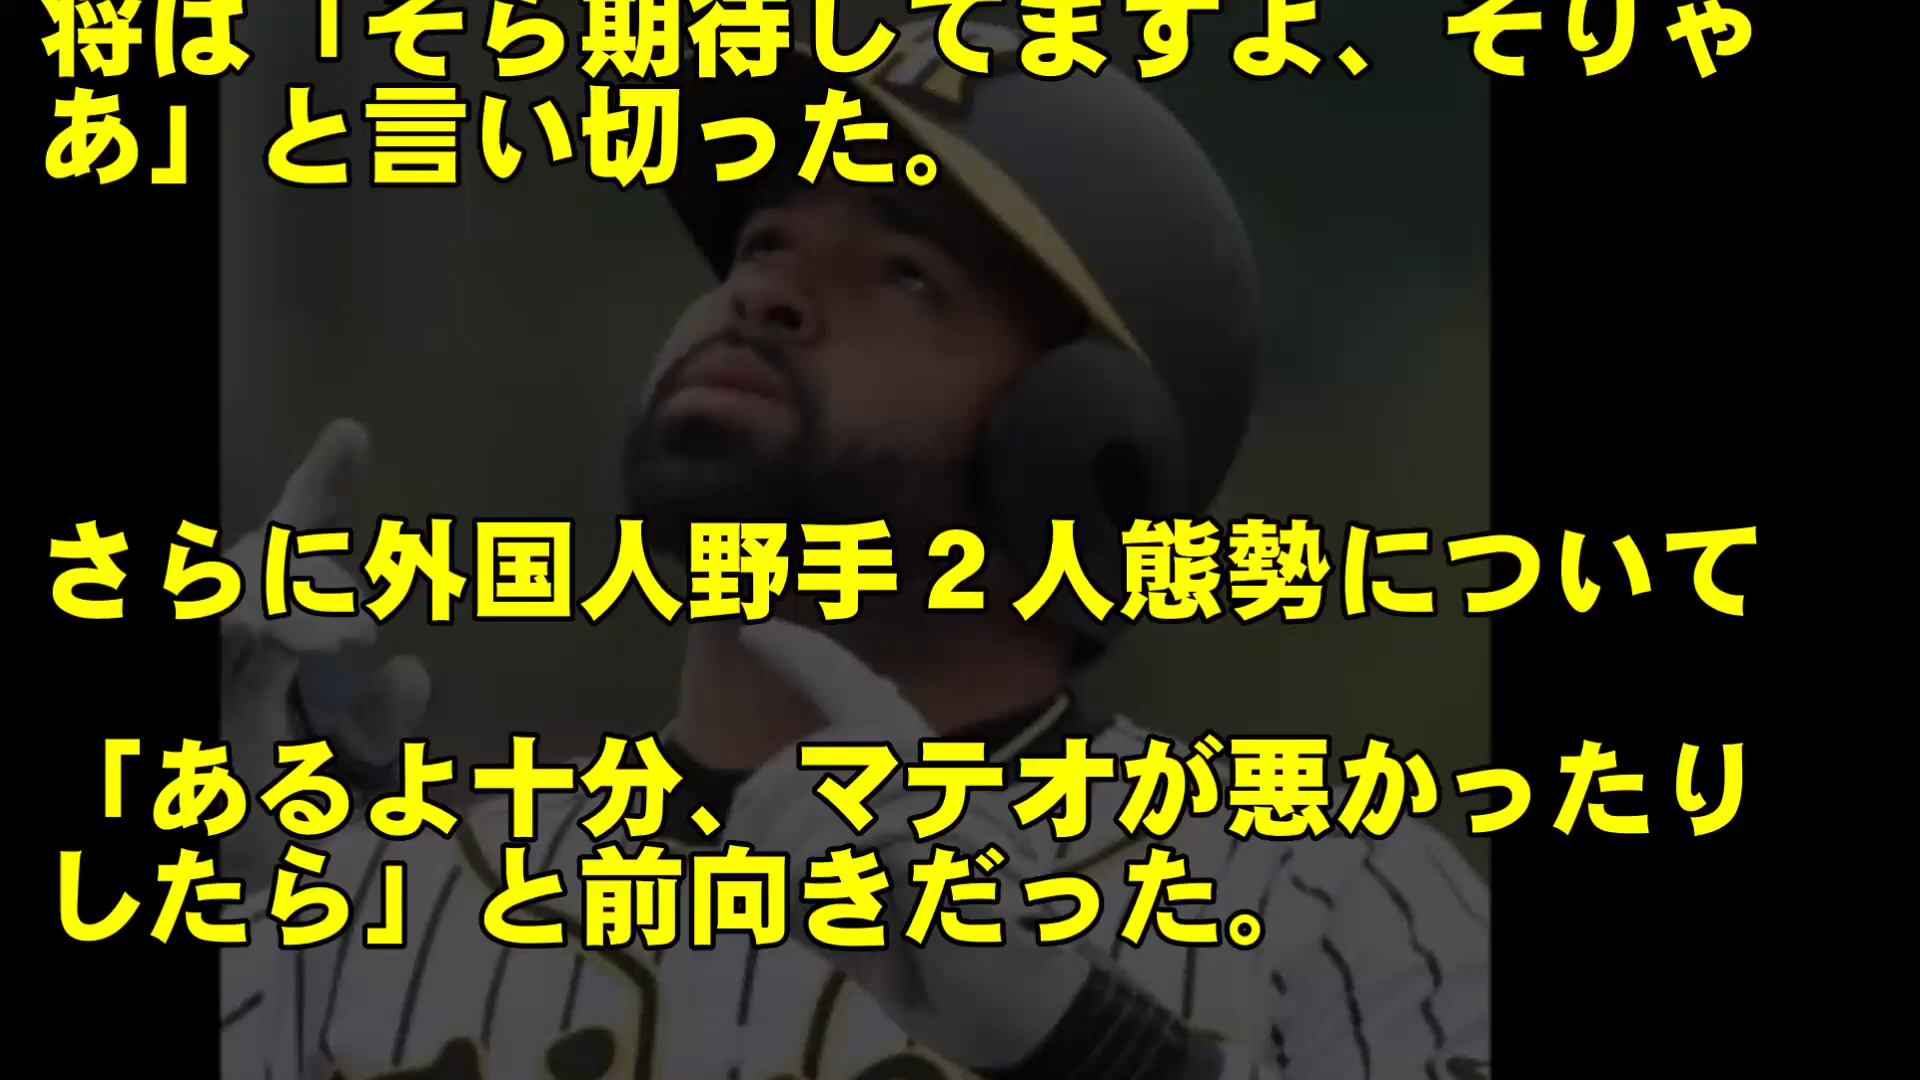 将は「そら期待してますよ、そりゃ
あ」と言い切った。
さらに外国人野手２人態勢について
「あるよ十分、マテオが悪かったり
したら」と前向きだった。